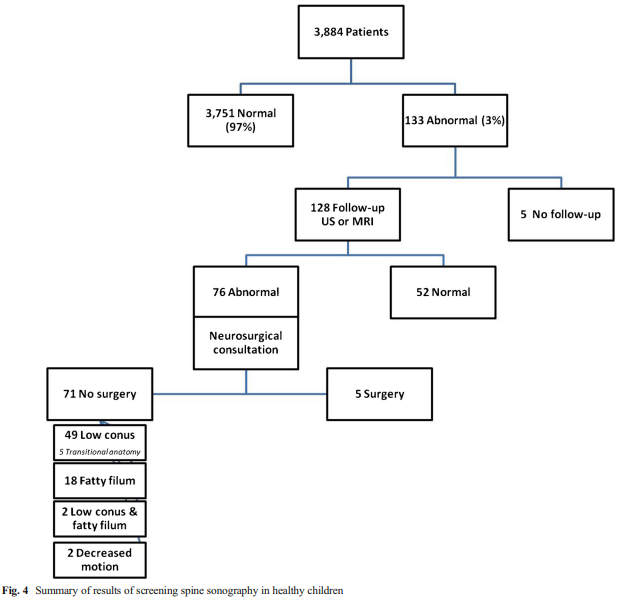 3,884 Patients
3,751 Normal
(97%)
133 Abnormal (3%)
128 Follow-up
US or MRI
5 No follow-up
76 Abnormal
52 Normal
Neurosurgical
consultation
71 No surgery
5 Surgery
49 Low conus
5 Transitional anatomy
18 Fatty filum
2 Low conus &
fatty filum
2 Decreased
motion
Fig. 4 Summary of results of screening spine sonography in healthy children